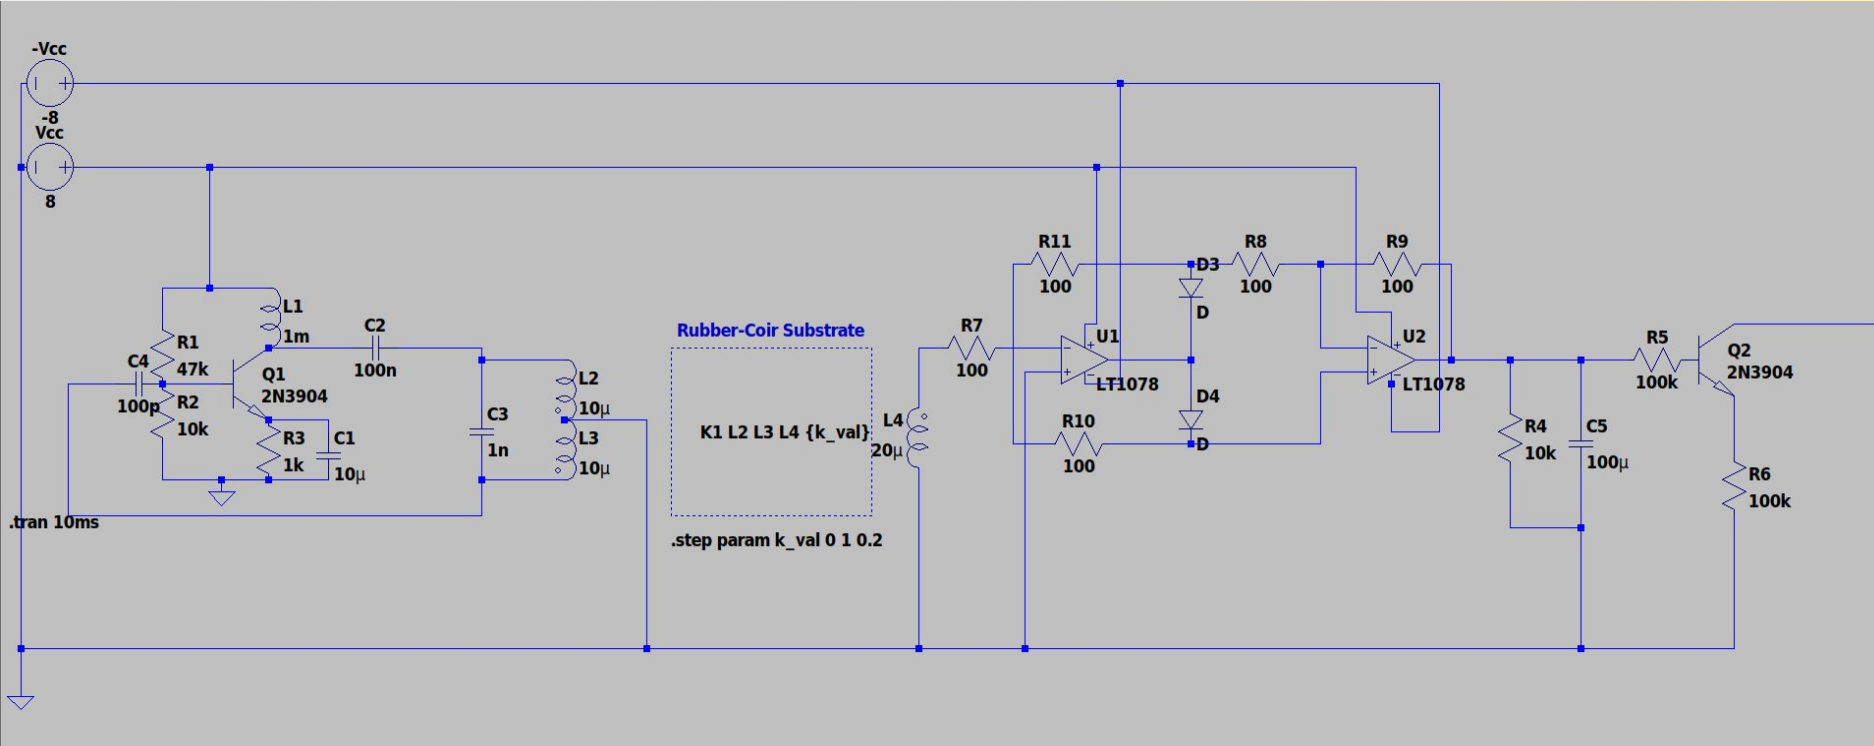 -Vcc
-8
Vcc
8
R11
100
D3
D
R8
100
R9
100
Rubber-Coir Substrate
L1
1m
C2
100n
R7
100
U1
LT1078
U2
LT1078
R1
47k
C4
100p
Q1
2N3904
R2
10k
L2
10µ
C3
1n
L3
10µ
K1 L2 L3 L4 {k_val}
L4
20µ
D4
D
R10
100
R5
100k
Q2
2N3904
R3
1k
C1
10µ
R4
10k
C5
100µ
R6
100k
.tran 10ms
.step param k_val 0 1 0.2